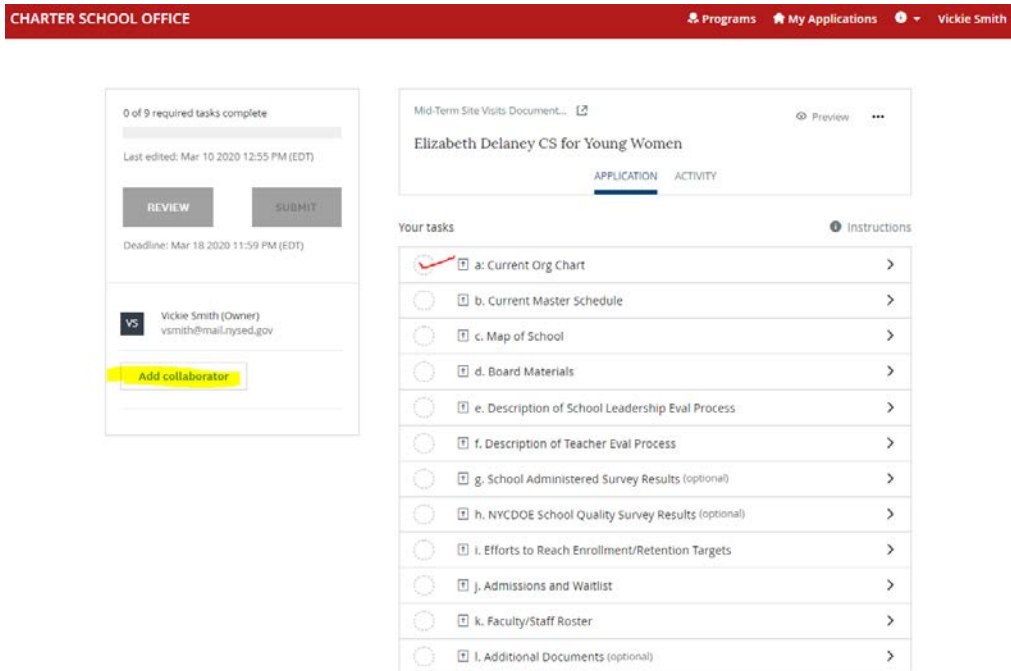 CHARTER SCHOOL OFFICE
Programs My Applications Vickie Smith
0 of 9 required tasks complete
Last edited: Mar 10 2020 12:55 PM (EDT)
REVIEW SUBMIT
Deadline: Mar 18 2020 11:59 PM (EDT)
VS
Vickie Smith (Owner)
vsmith@mail.nysed.gov
Add collaborator
Mid-Term Site Visits Document...
Preview
Elizabeth Delaney CS for Young Women
APPLICATION ACTIVITY
Your tasks Instructions
a: Current Org Chart
b. Current Master Schedule
c. Map of School
d. Board Materials
e. Description of School Leadership Eval Process
f. Description of Teacher Eval Process
g. School Administered Survey Results (optional)
h. NYCDOE School Quality Survey Results (optional)
i. Efforts to Reach Enrollment/Retention Targets
j. Admissions and Waitlist
k. Faculty/Staff Roster
l. Additional Documents (optional)